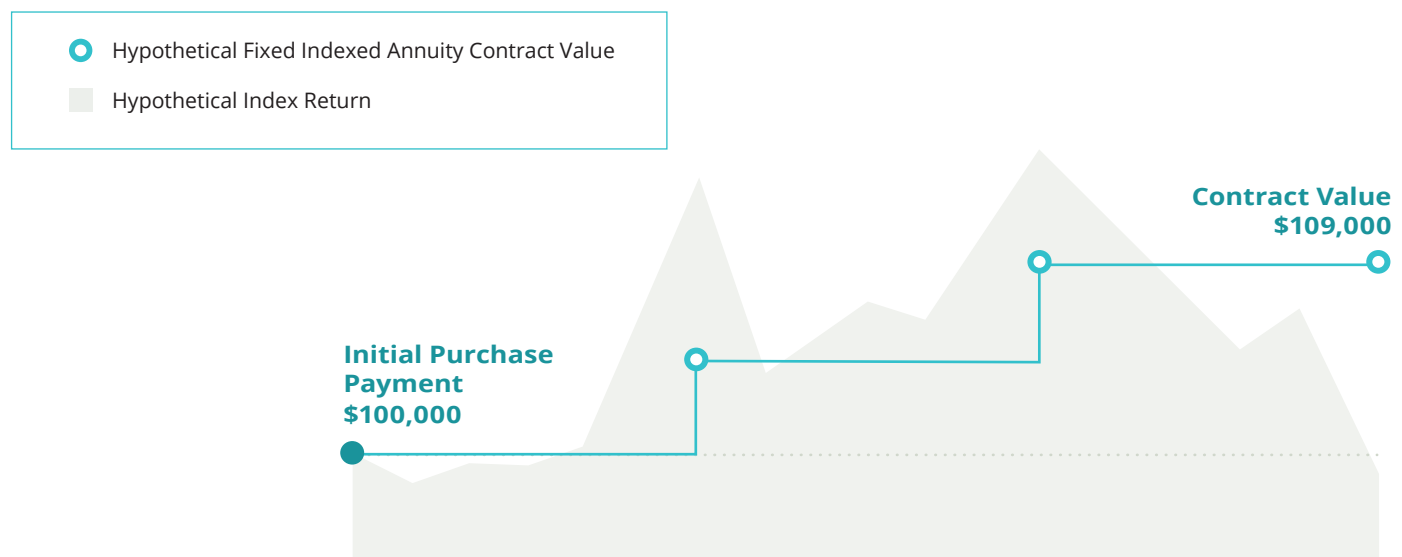 Hypothetical Fixed Indexed Annuity Contract Value
Hypothetical Index Return
Contract Value
$109,000
Initial Purchase
Payment
$100,000